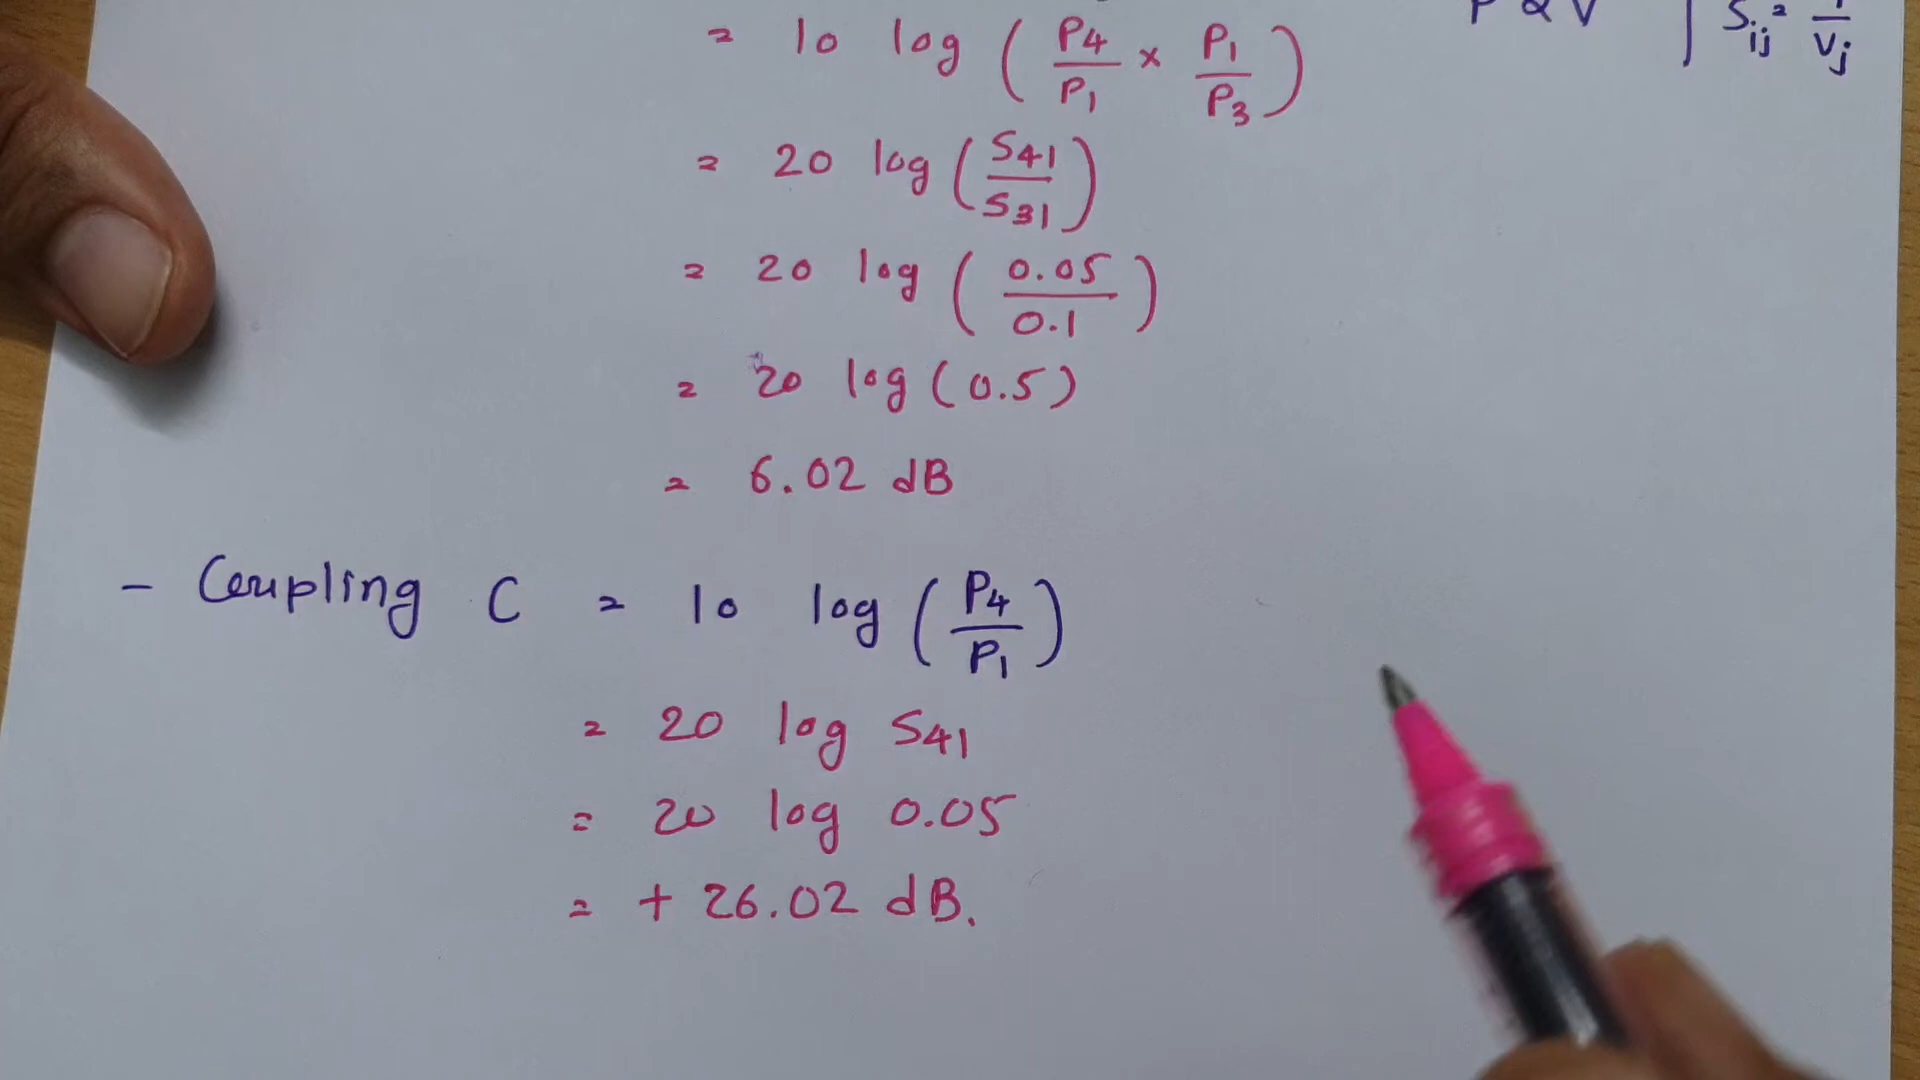 = 10 log ( P4/P1 × P1/P3 )
P ∝ V
Sij² Vj
= 20 log ( S41/S31 )
= 20 log ( 0.05/0.1 )
= 20 log (0.5)
= 6.02 dB
- Coupling C = 10 log ( P4/P1 )
= 20 log S41
= 20 log 0.05
= + 26.02 dB.